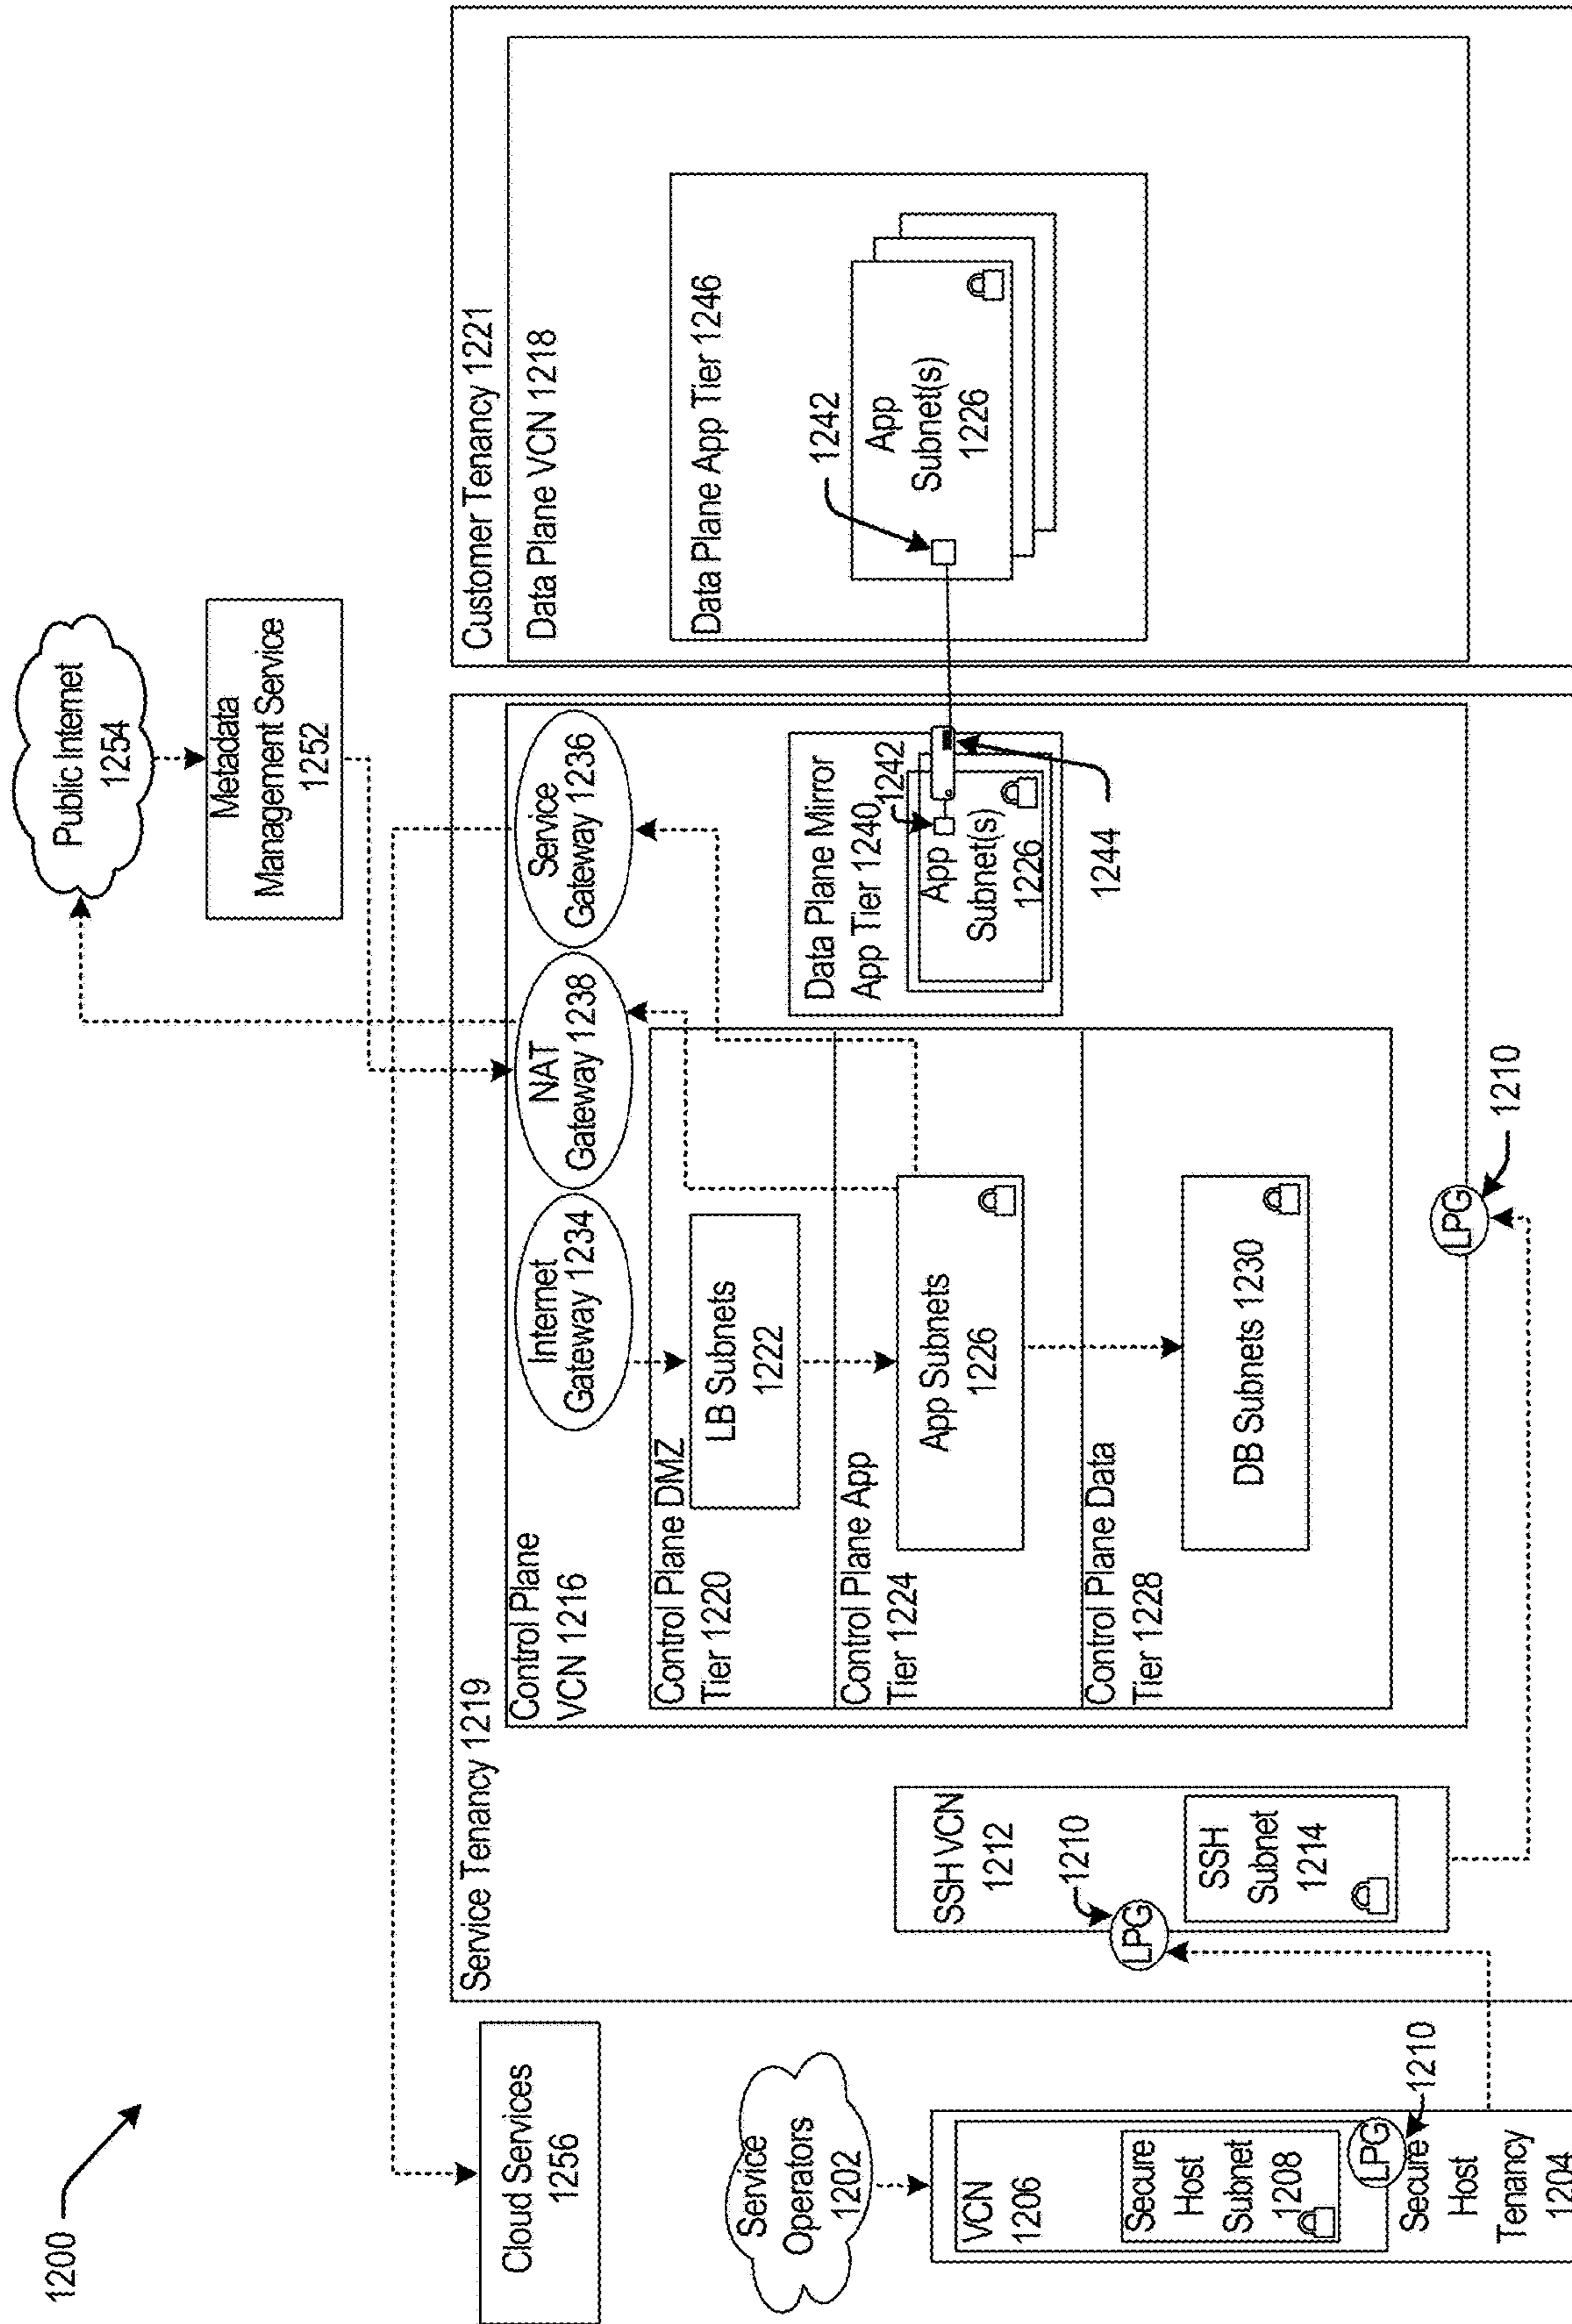 1200
Public Internet
1254
Metadata
Management Service
1252
Cloud Services
1256
Service
Operators
1202
VCN
1206
Secure
Host
Subnet
1208
LPG
1210
Secure
Host
Tenancy
1204
Service Tenancy 1219
SSH VCN
1212
1210
LPG
SSH
Subnet
1214
Control Plane
VCN 1216
Internet
Gateway 1234
NAT
Gateway 1238
Service
Gateway 1236
Control Plane DMZ
Tier 1220
LB Subnets
1222
Control Plane App
Tier 1224
App Subnets
1226
Control Plane Data
Tier 1228
DB Subnets 1230
Data Plane Mirror
App Tier 1240
1242
App
Subnet(s)
1226
1244
LPG
1210
Customer Tenancy 1221
Data Plane VCN 1218
Data Plane App Tier 1246
1242
App
Subnet(s)
1226